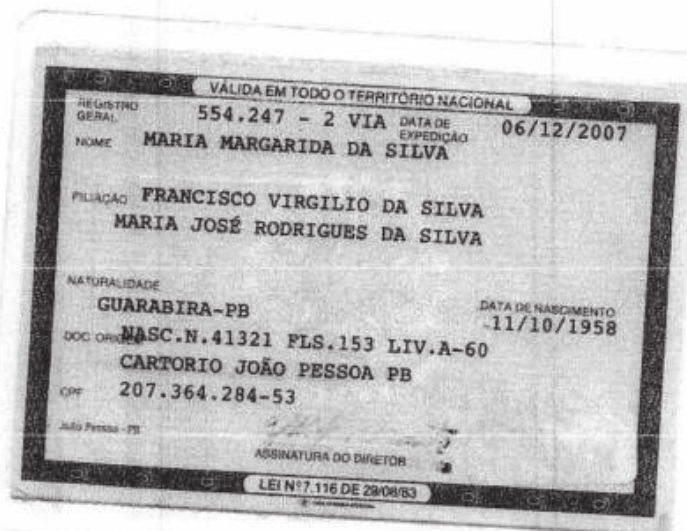 VÁLIDA EM TODO O TERRITÓRIO NACIONAL
REGISTRO GERAL 554.247 - 2 VIA DATA DE EXPEDIÇÃO 06/12/2007
NOME MARIA MARGARIDA DA SILVA
FILIAÇÃO FRANCISCO VIRGILIO DA SILVA
MARIA JOSÉ RODRIGUES DA SILVA
NATURALIDADE
GUARABIRA-PB
DATA DE NASCIMENTO
11/10/1958
DOC NASC.N.41321 FLS.153 LIV.A-60
CARTORIO JOÃO PESSOA PB
CPF 207.364.284-53
João Pessoa - PB
ASSINATURA DO DIRETOR
LEI Nº 7.116 DE 29/08/83